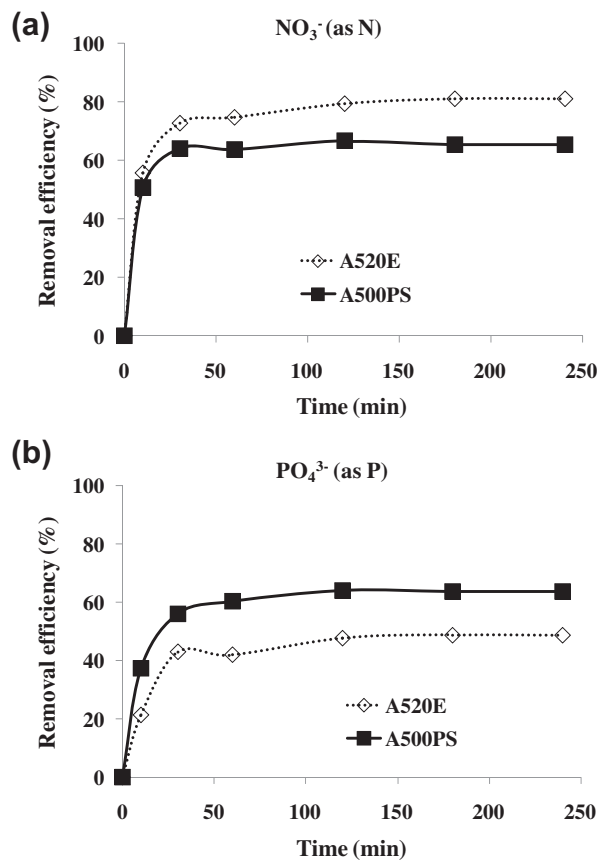 (a)
NO₃⁻ (as N)
Removal efficiency (%)
100
80
60
40
20
0
A520E
A500PS
0 50 100 150 200 250
Time (min)
(b)
PO₄³⁻ (as P)
Removal efficiency (%)
100
80
60
40
20
0
A520E
A500PS
0 50 100 150 200 250
Time (min)